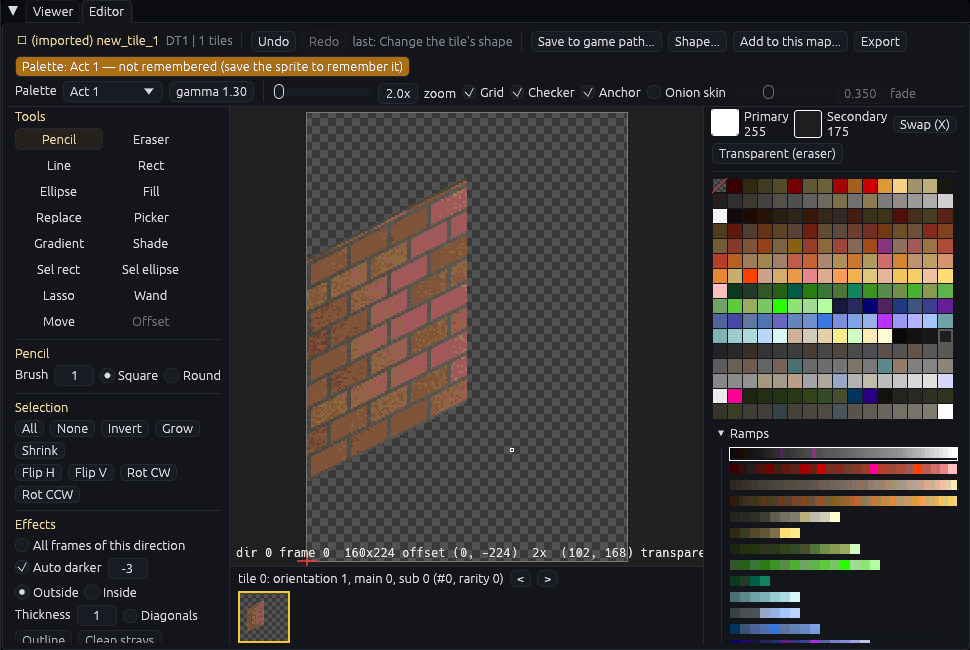 Viewer Editor
(imported) new_tile_1 DT1 | 1 tiles Undo Redo last: Change the tile's shape Save to game path... Shape... Add to this map... Export
Palette: Act 1 — not remembered (save the sprite to remember it)
Palette Act 1 gamma 1.30 2.0x zoom Grid Checker Anchor Onion skin 0.350 fade
Tools
Pencil Eraser
Line Rect
Ellipse Fill
Replace Picker
Gradient Shade
Sel rect Sel ellipse
Lasso Wand
Move Offset
Pencil
Brush 1 Square Round
Selection
All None Invert Grow
Shrink
Flip H Flip V Rot CW
Rot CCW
Effects
All frames of this direction
Auto darker -3
Outside Inside
Thickness 1 Diagonals
Outline Clean strays
dir 0 frame 0 160x224 offset (0, -224) 2x (102, 168) transpare
tile 0: orientation 1, main 0, sub 0 (#0, rarity 0) < >
Primary
255
Secondary
175
Swap (X)
Transparent (eraser)
Ramps